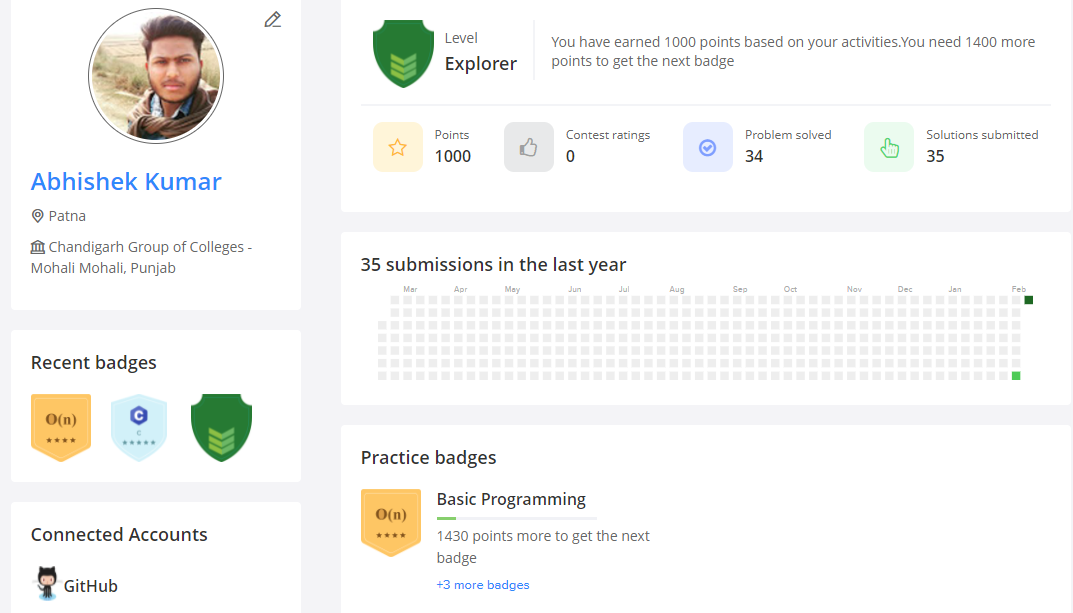 Abhishek Kumar
Patna
Chandigarh Group of Colleges -
Mohali Mohali, Punjab
Recent badges
O(n)
C
C
Connected Accounts
GitHub
Level
Explorer
You have earned 1000 points based on your activities.You need 1400 more
points to get the next badge
Points
1000
Contest ratings
0
Problem solved
34
Solutions submitted
35
35 submissions in the last year
Mar Apr May Jun Jul Aug Sep Oct Nov Dec Jan Feb
Practice badges
O(n)
Basic Programming
1430 points more to get the next
badge
+3 more badges